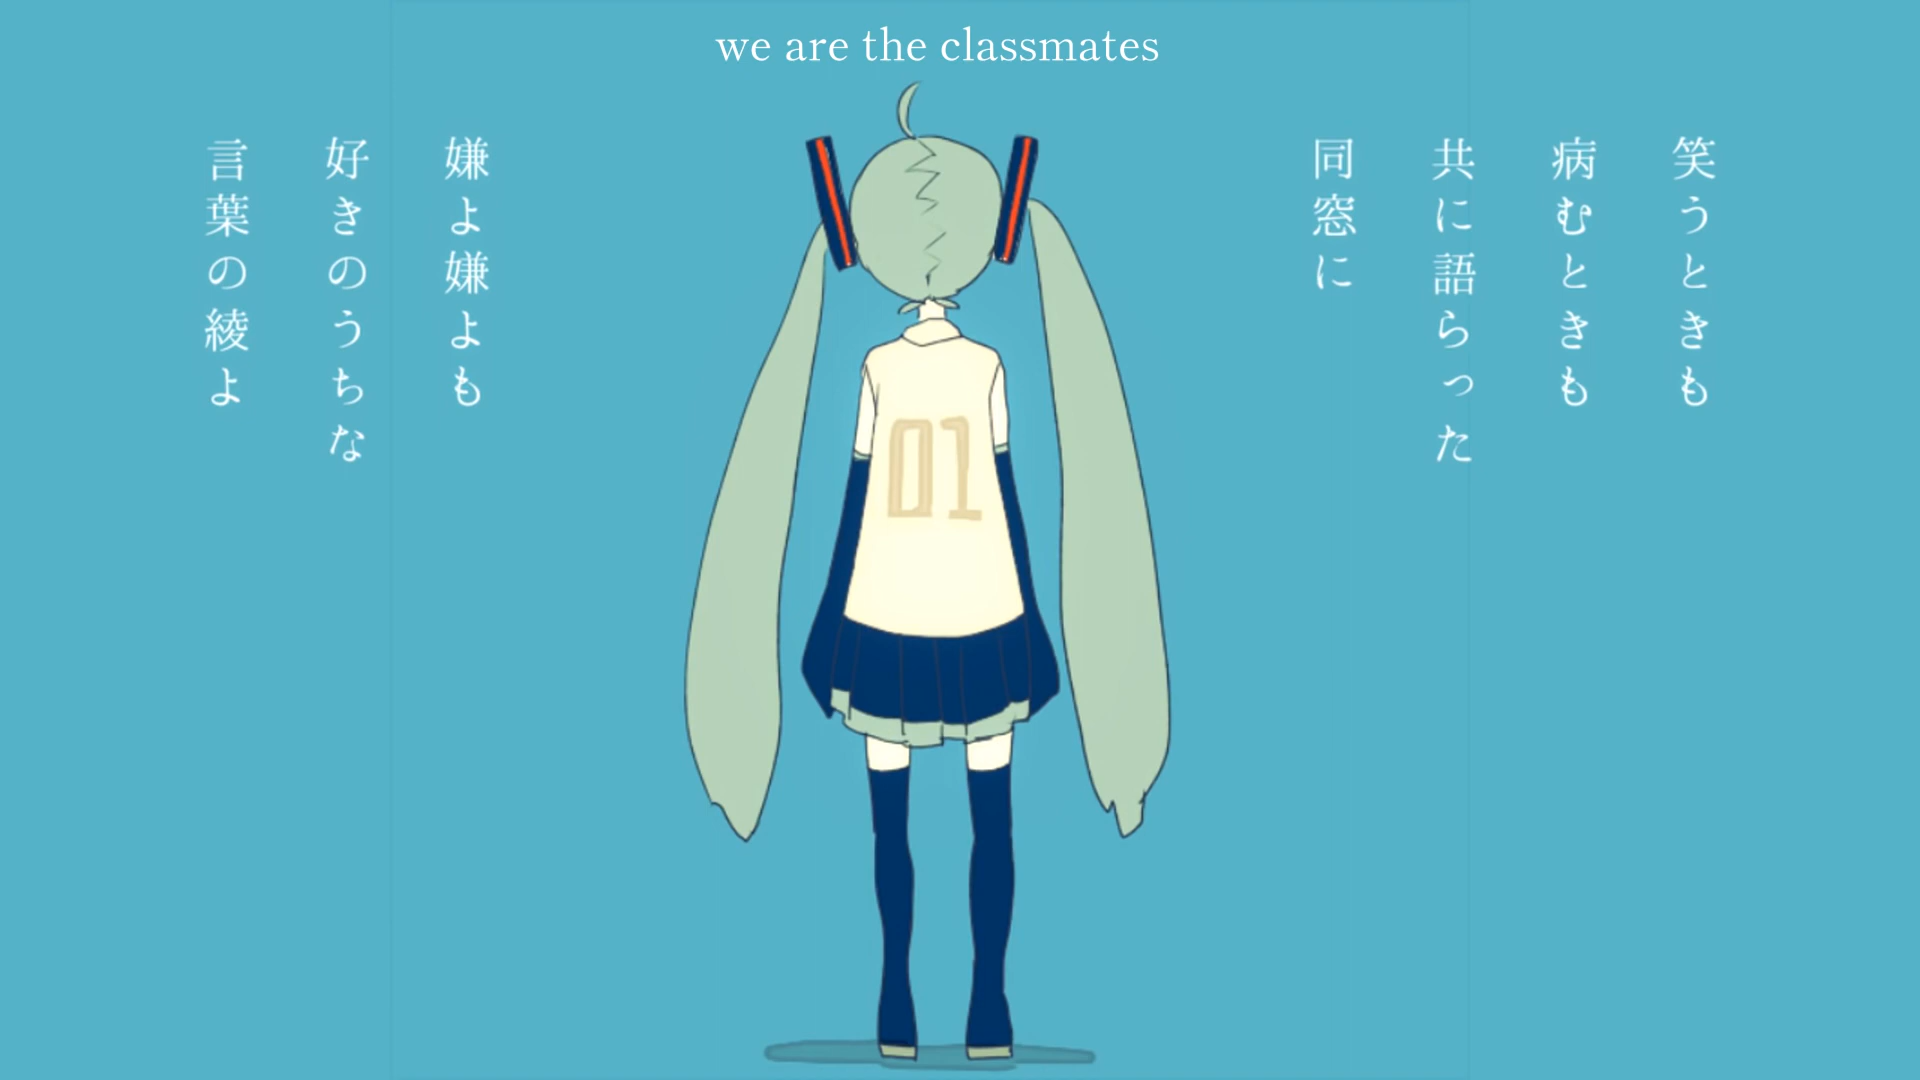 we are the classmates
笑うときも
病むときも
共に語らった
同窓に
嫌よ嫌よも
好きのうちな
言葉の綾よ
01